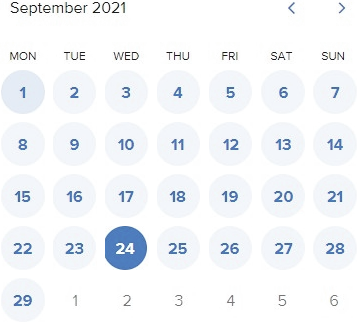 September 2021
MON TUE WED THU FRI SAT SUN
1 2 3 4 5 6 7
8 9 10 11 12 13 14
15 16 17 18 19 20 21
22 23 24 25 26 27 28
29 1 2 3 4 5 6